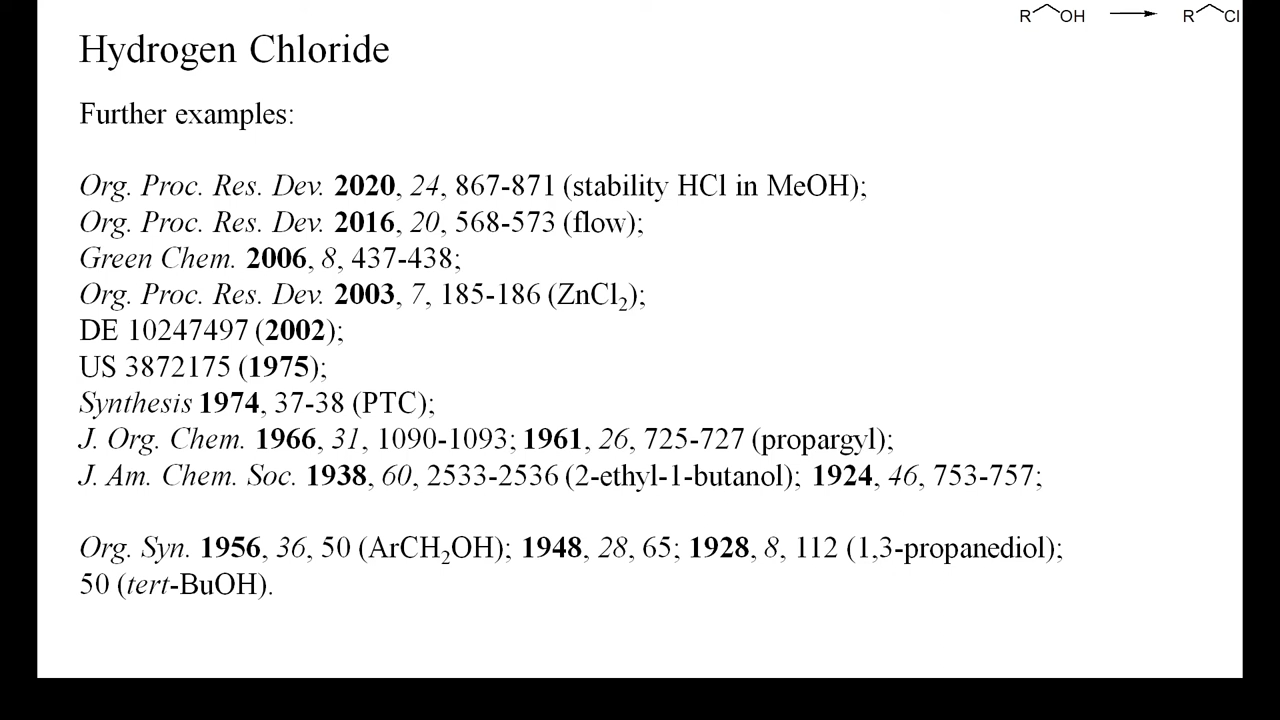 R OH R Cl
Hydrogen Chloride
Further examples:
Org. Proc. Res. Dev. 2020, 24, 867-871 (stability HCl in MeOH);
Org. Proc. Res. Dev. 2016, 20, 568-573 (flow);
Green Chem. 2006, 8, 437-438;
Org. Proc. Res. Dev. 2003, 7, 185-186 (ZnCl₂);
DE 10247497 (2002);
US 3872175 (1975);
Synthesis 1974, 37-38 (PTC);
J. Org. Chem. 1966, 31, 1090-1093; 1961, 26, 725-727 (propargyl);
J. Am. Chem. Soc. 1938, 60, 2533-2536 (2-ethyl-1-butanol); 1924, 46, 753-757;
Org. Syn. 1956, 36, 50 (ArCH₂OH); 1948, 28, 65; 1928, 8, 112 (1,3-propanediol);
50 (tert-BuOH).